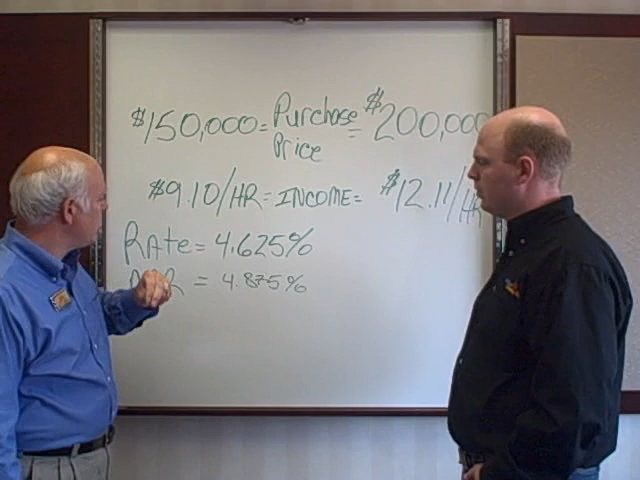 $150,000 = Purchase Price = $200,000
$9.10/HR = INCOME = $12.11/HR
RAte = 4.625%
= 4.875%